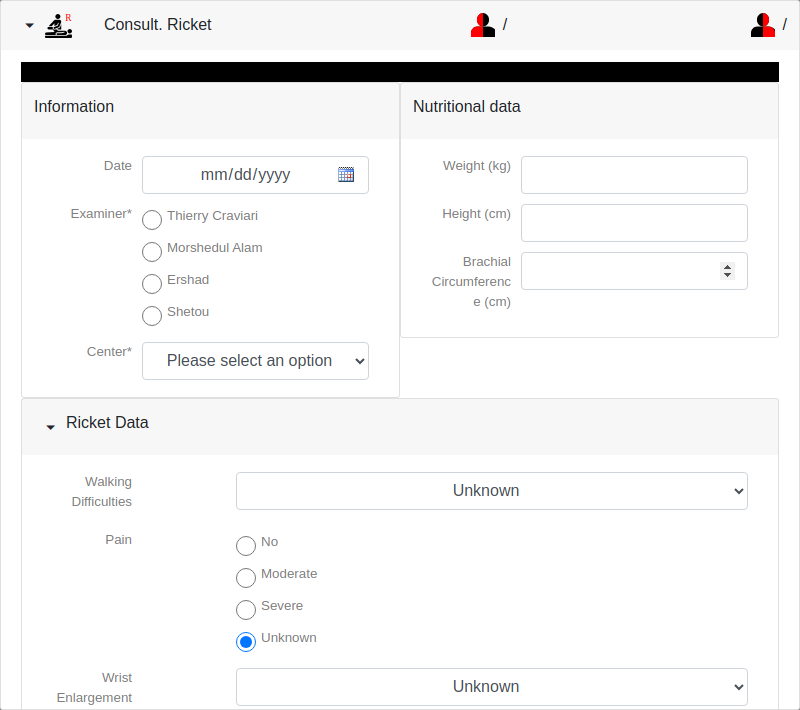 R
Consult. Ricket
/
/
Information
Date
mm/dd/yyyy
Examiner*
Thierry Craviari
Morshedul Alam
Ershad
Shetou
Center*
Please select an option
Nutritional data
Weight (kg)
Height (cm)
Brachial
Circumferenc
e (cm)
Ricket Data
Walking
Difficulties
Unknown
Pain
No
Moderate
Severe
Unknown
Wrist
Enlargement
Unknown